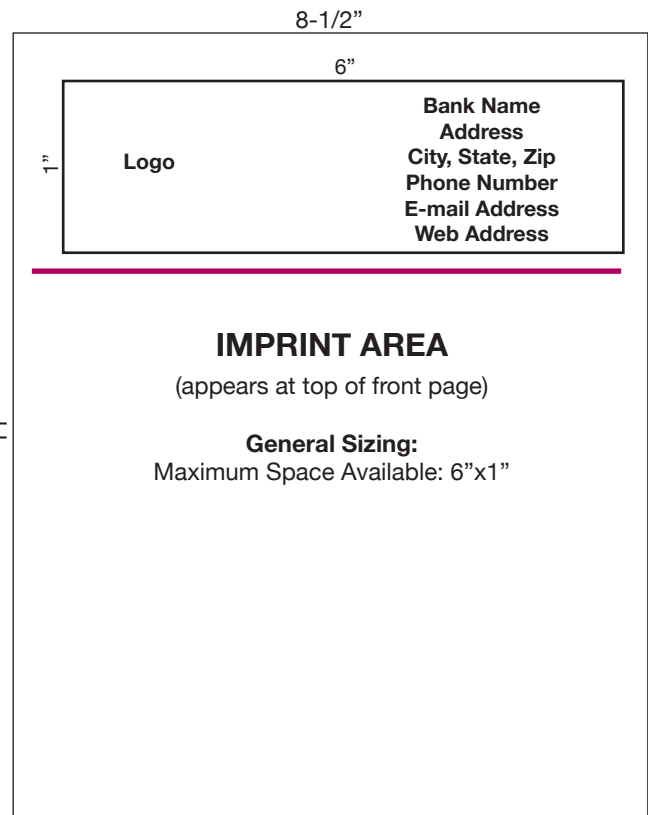 8-1/2”
6”
1”
Logo
Bank Name
Address
City, State, Zip
Phone Number
E-mail Address
Web Address
IMPRINT AREA
(appears at top of front page)
General Sizing:
Maximum Space Available: 6”x1”